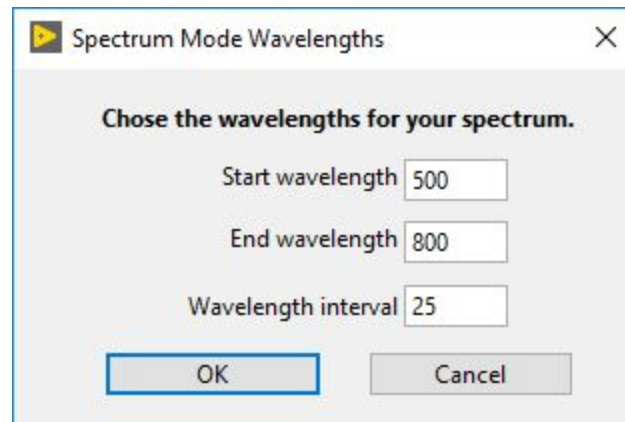 Spectrum Mode Wavelengths
Chose the wavelengths for your spectrum.
Start wavelength 500
End wavelength 800
Wavelength interval 25
OK Cancel